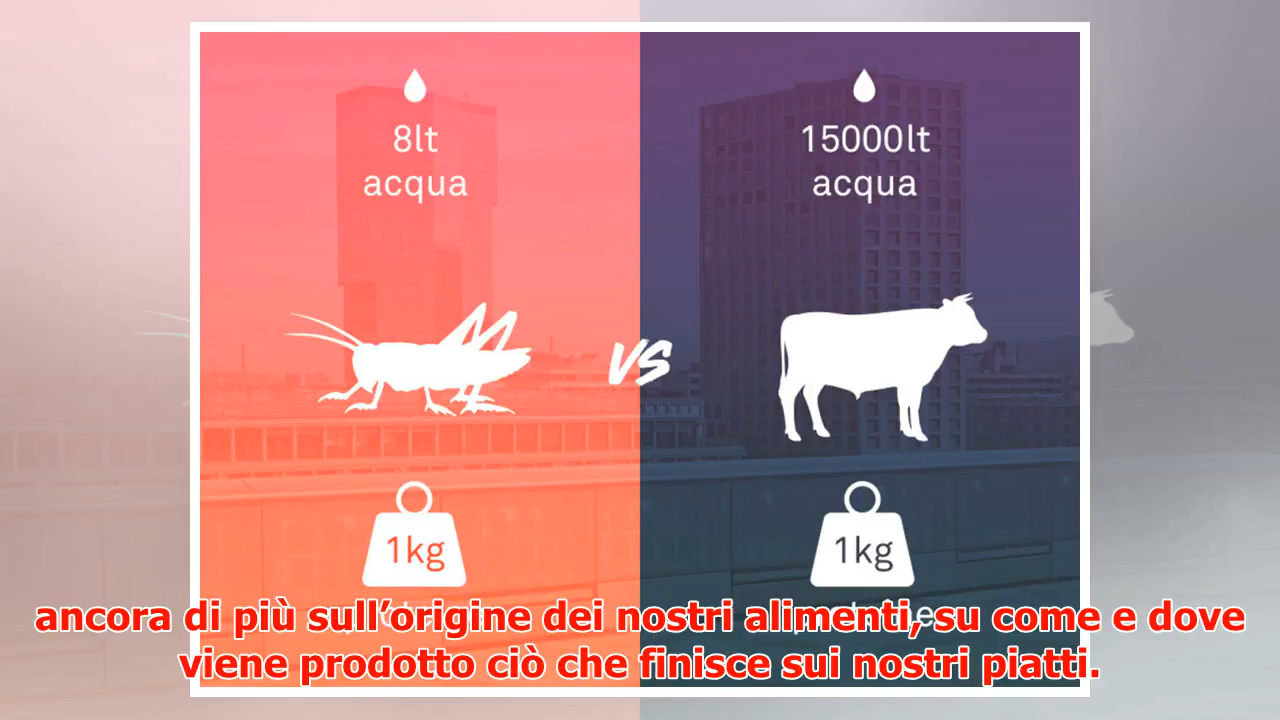 8lt
acqua
15000lt
acqua
vs
1kg
1kg
ancora di più sull’origine dei nostri alimenti, su come e dove
viene prodotto ciò che finisce sui nostri piatti.